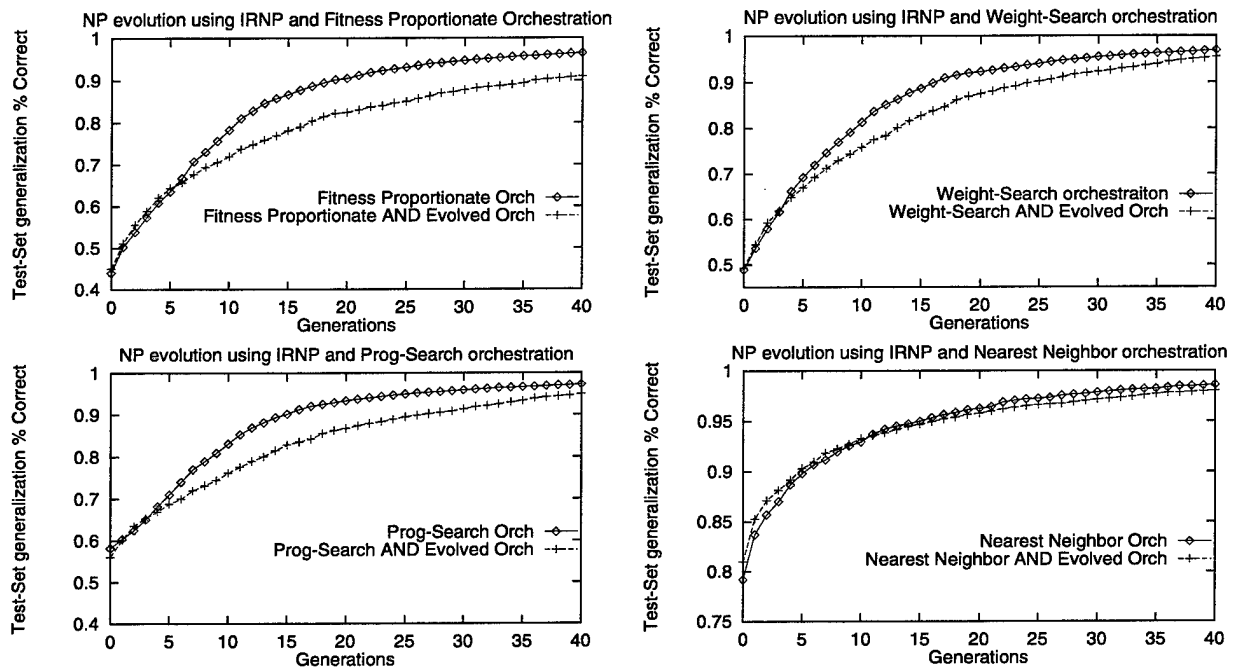 NP evolution using IRNP and Fitness Proportionate Orchestration
Test-Set generalization % Correct
1
0.9
0.8
0.7
0.6
0.5
0.4
Fitness Proportionate Orch
Fitness Proportionate AND Evolved Orch
0 5 10 15 20 25 30 35 40
Generations
NP evolution using IRNP and Weight-Search orchestration
Test-Set generalization % Correct
1
0.9
0.8
0.7
0.6
0.5
Weight-Search orchestraiton
Weight-Search AND Evolved Orch
0 5 10 15 20 25 30 35 40
Generations
NP evolution using IRNP and Prog-Search orchestration
Test-Set generalization % Correct
1
0.9
0.8
0.7
0.6
0.5
0.4
Prog-Search Orch
Prog-Search AND Evolved Orch
0 5 10 15 20 25 30 35 40
Generations
NP evolution using IRNP and Nearest Neighbor orchestration
Test-Set generalization % Correct
1
0.95
0.9
0.85
0.8
0.75
Nearest Neighbor Orch
Nearest Neighbor AND Evolved Orch
0 5 10 15 20 25 30 35 40
Generations